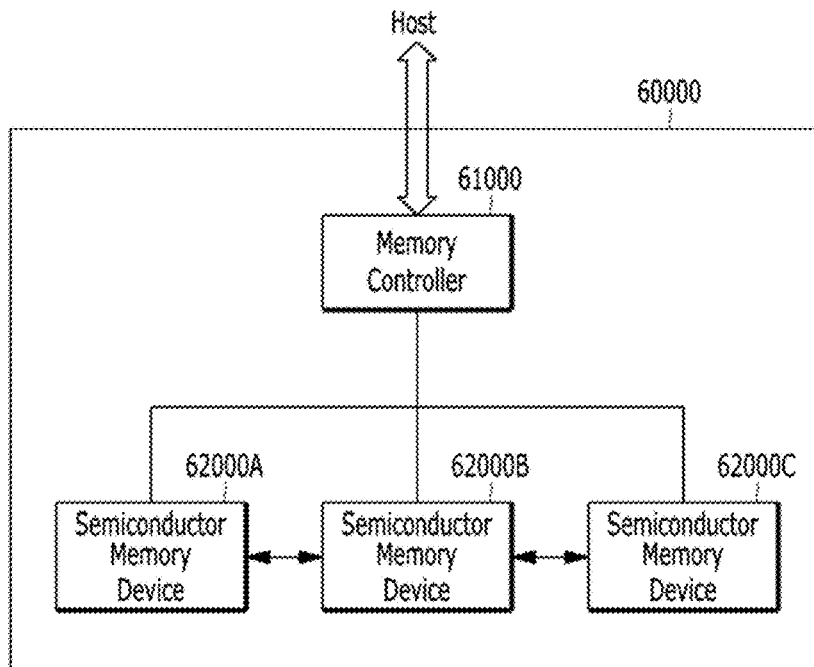 Host
60000
61000
Memory
Controller
62000A
62000B
62000C
Semiconductor
Memory
Device
Semiconductor
Memory
Device
Semiconductor
Memory
Device